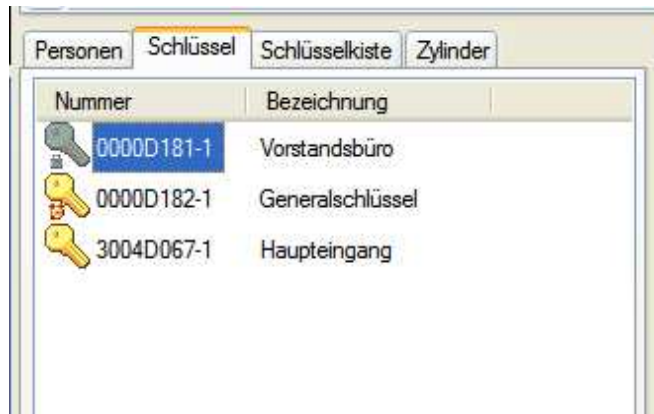 Personen Schlüssel Schlüsselkiste Zylinder
Nummer Bezeichnung
0000D181-1 Vorstandsbüro
0000D182-1 Generalschlüssel
3004D067-1 Haupteingang